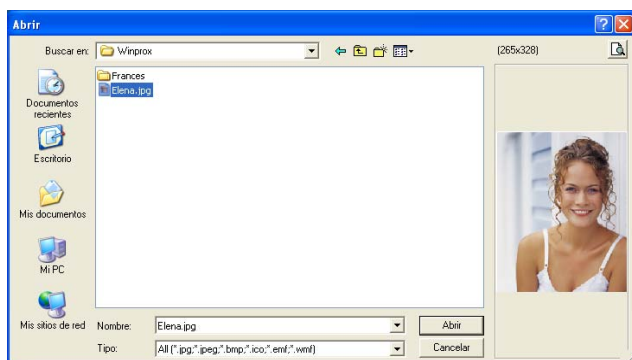 Abrir
Buscar en: Winprox (265x328)
Frances
Elena.jpg
Documentos
recientes
Escritorio
Mis documentos
Mi PC
Mis sitios de red
Nombre: Elena.jpg Abrir
Tipo: All (*.jpg;*.jpeg;*.bmp;*.ico;*.emf;*.wmf) Cancelar